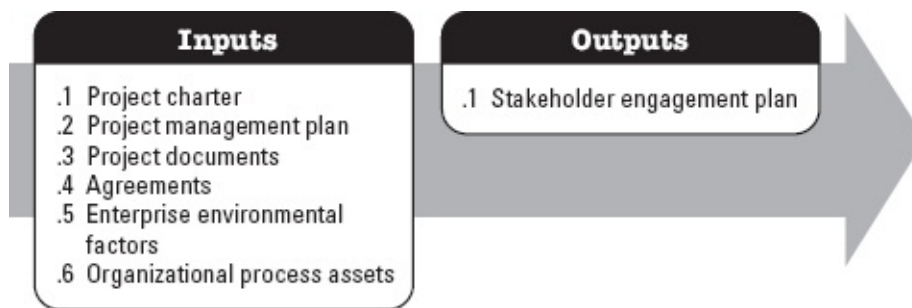 Inputs
.1 Project charter
.2 Project management plan
.3 Project documents
.4 Agreements
.5 Enterprise environmental
factors
.6 Organizational process assets
Outputs
.1 Stakeholder engagement plan